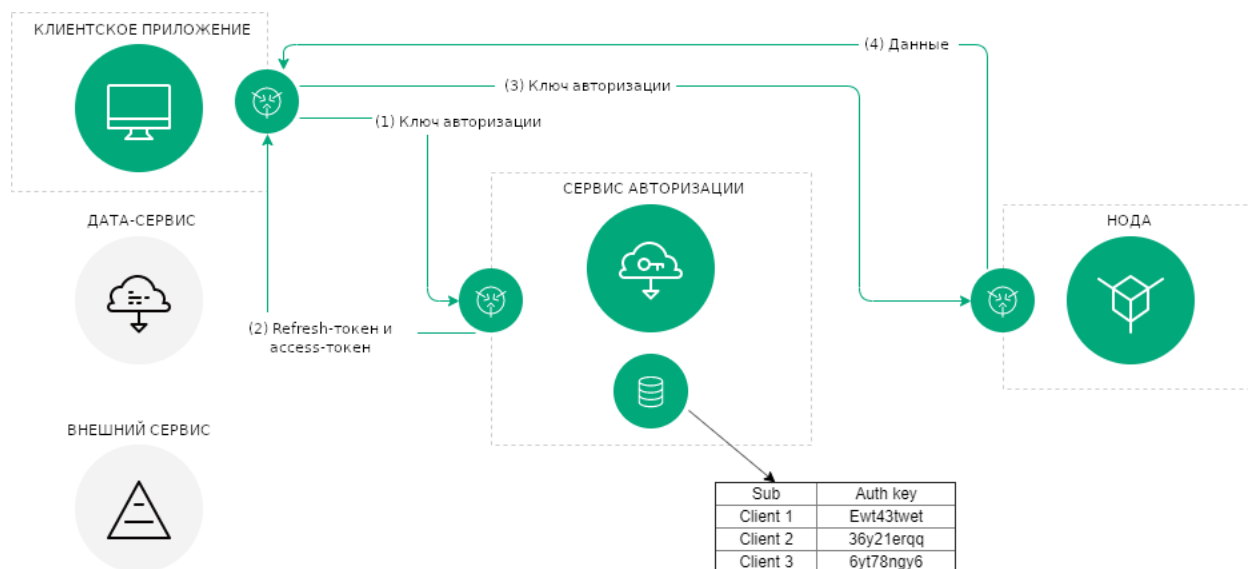 КЛИЕНТСКОЕ ПРИЛОЖЕНИЕ
(4) Данные
(3) Ключ авторизации
(1) Ключ авторизации
СЕРВИС АВТОРИЗАЦИИ
ДАТА-СЕРВИС
НОДА
(2) Refresh-токен и
access-токен
ВНЕШНИЙ СЕРВИС
Sub Auth key
Client 1 Ewt43twet
Client 2 36y21erqq
Client 3 6yt78ngy6